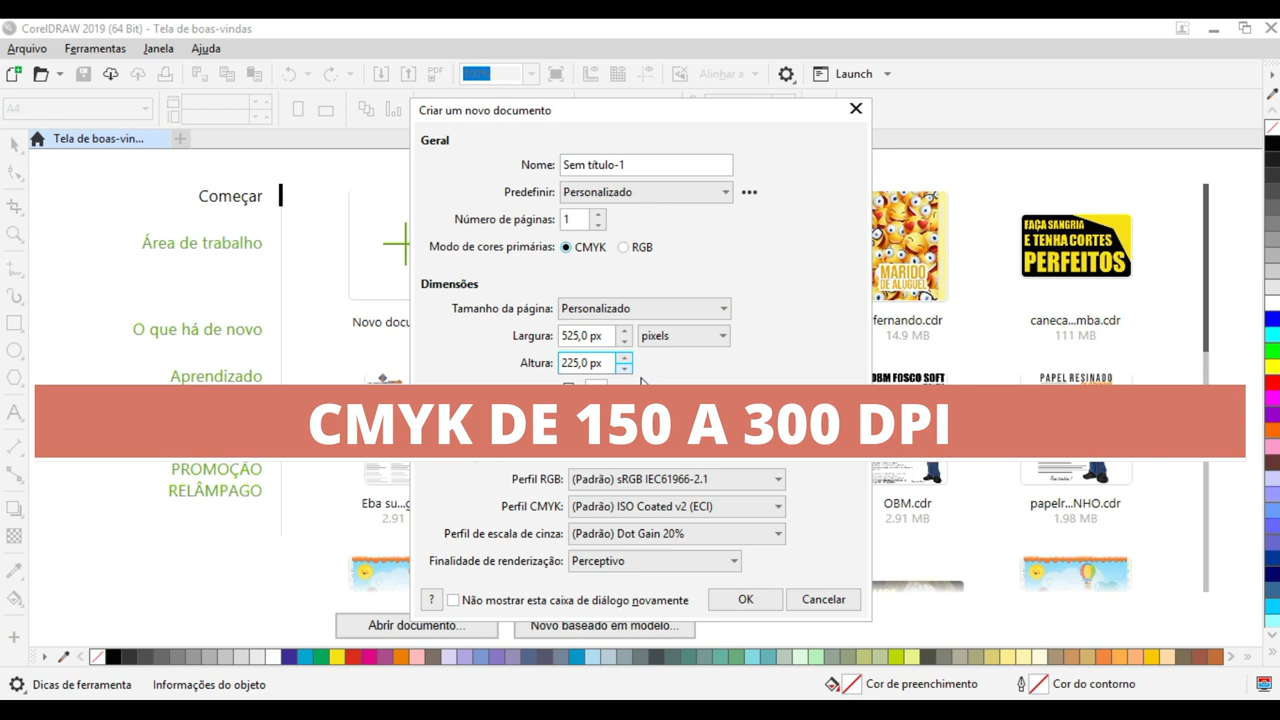 CorelDRAW 2019 (64 Bit) - Tela de boas-vindas
Arquivo Ferramentas Janela Ajuda
PDF 100% Alinhar a Launch
A4
Tela de boas-vin...
Criar um novo documento
Geral
Nome: Sem título-1
Predefinir: Personalizado
Número de páginas: 1
Modo de cores primárias: CMYK RGB
Dimensões
Tamanho da página: Personalizado
Largura: 525,0 px pixels
Altura: 225,0 px
CMYK DE 150 A 300 DPI
Perfil RGB: (Padrão) sRGB IEC61966-2.1
Perfil CMYK: (Padrão) ISO Coated v2 (ECI)
Perfil de escala de cinza: (Padrão) Dot Gain 20%
Finalidade de renderização: Perceptivo
? Não mostrar esta caixa de diálogo novamente OK Cancelar
Começar
Área de trabalho
O que há de novo
Aprendizado
PROMOÇÃO
RELÂMPAGO
Novo docu
Eba su...
2.91
MARIDO
DE ALUGUEL
fernando.cdr
14.9 MB
FAÇA SANGRIA
E TENHA CORTES
PERFEITOS
caneca...mba.cdr
111 MB
OBM FOSCO SOFT
OBM.cdr
2.91 MB
PAPEL RESINADO
papelr...NHO.cdr
1.98 MB
Abrir documento...
Novo baseado em modelo...
Dicas de ferramenta Informações do objeto Cor de preenchimento Cor do contorno